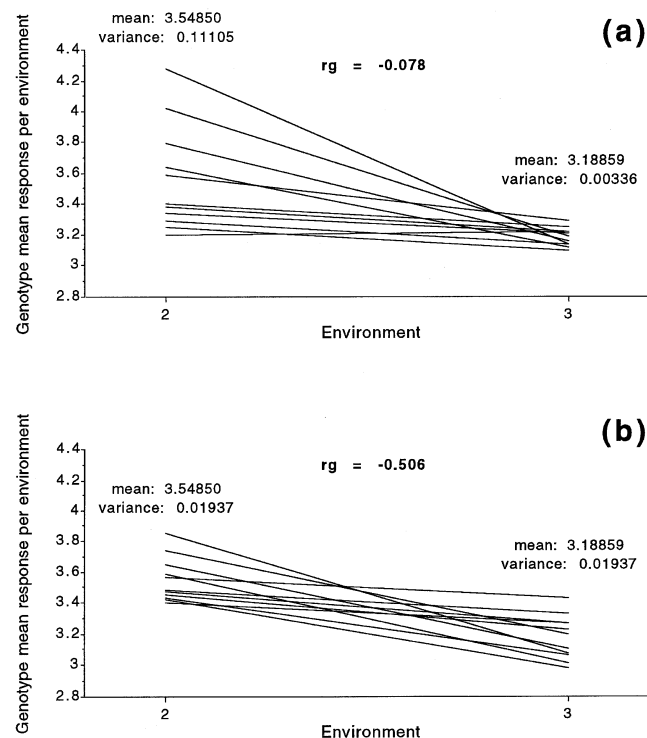 mean: 3.54850
variance: 0.11105
(a)
rg = -0.078
mean: 3.18859
variance: 0.00336
Genotype mean response per environment
4.4
4.2
4
3.8
3.6
3.4
3.2
3
2.8
2
3
Environment
(b)
rg = -0.506
mean: 3.54850
variance: 0.01937
mean: 3.18859
variance: 0.01937
Genotype mean response per environment
4.4
4.2
4
3.8
3.6
3.4
3.2
3
2.8
2
3
Environment